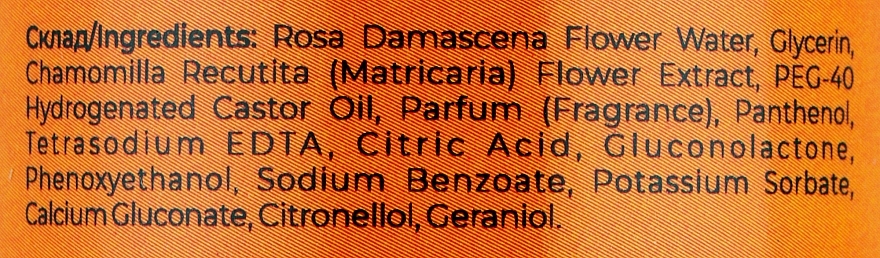 Склад/Ingredients: Rosa Damascena Flower Water, Glycerin,
Chamomilla Recutita (Matricaria) Flower Extract, PEG-40
Hydrogenated Castor Oil, Parfum (Fragrance), Panthenol,
Tetrasodium EDTA, Citric Acid, Gluconolactone,
Phenoxyethanol, Sodium Benzoate, Potassium Sorbate,
Calcium Gluconate, Citronellol, Geraniol.